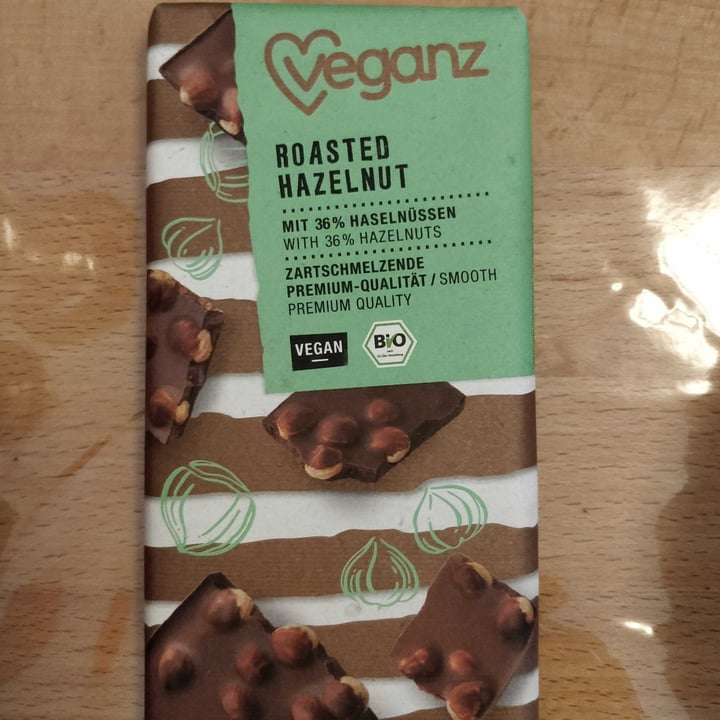 veganz
ROASTED
HAZELNUT
MIT 36% HASELNÜSSEN
WITH 36% HAZELNUTS
ZARTSCHMELZENDE
PREMIUM-QUALITÄT / SMOOTH
PREMIUM QUALITY
VEGAN
Bio